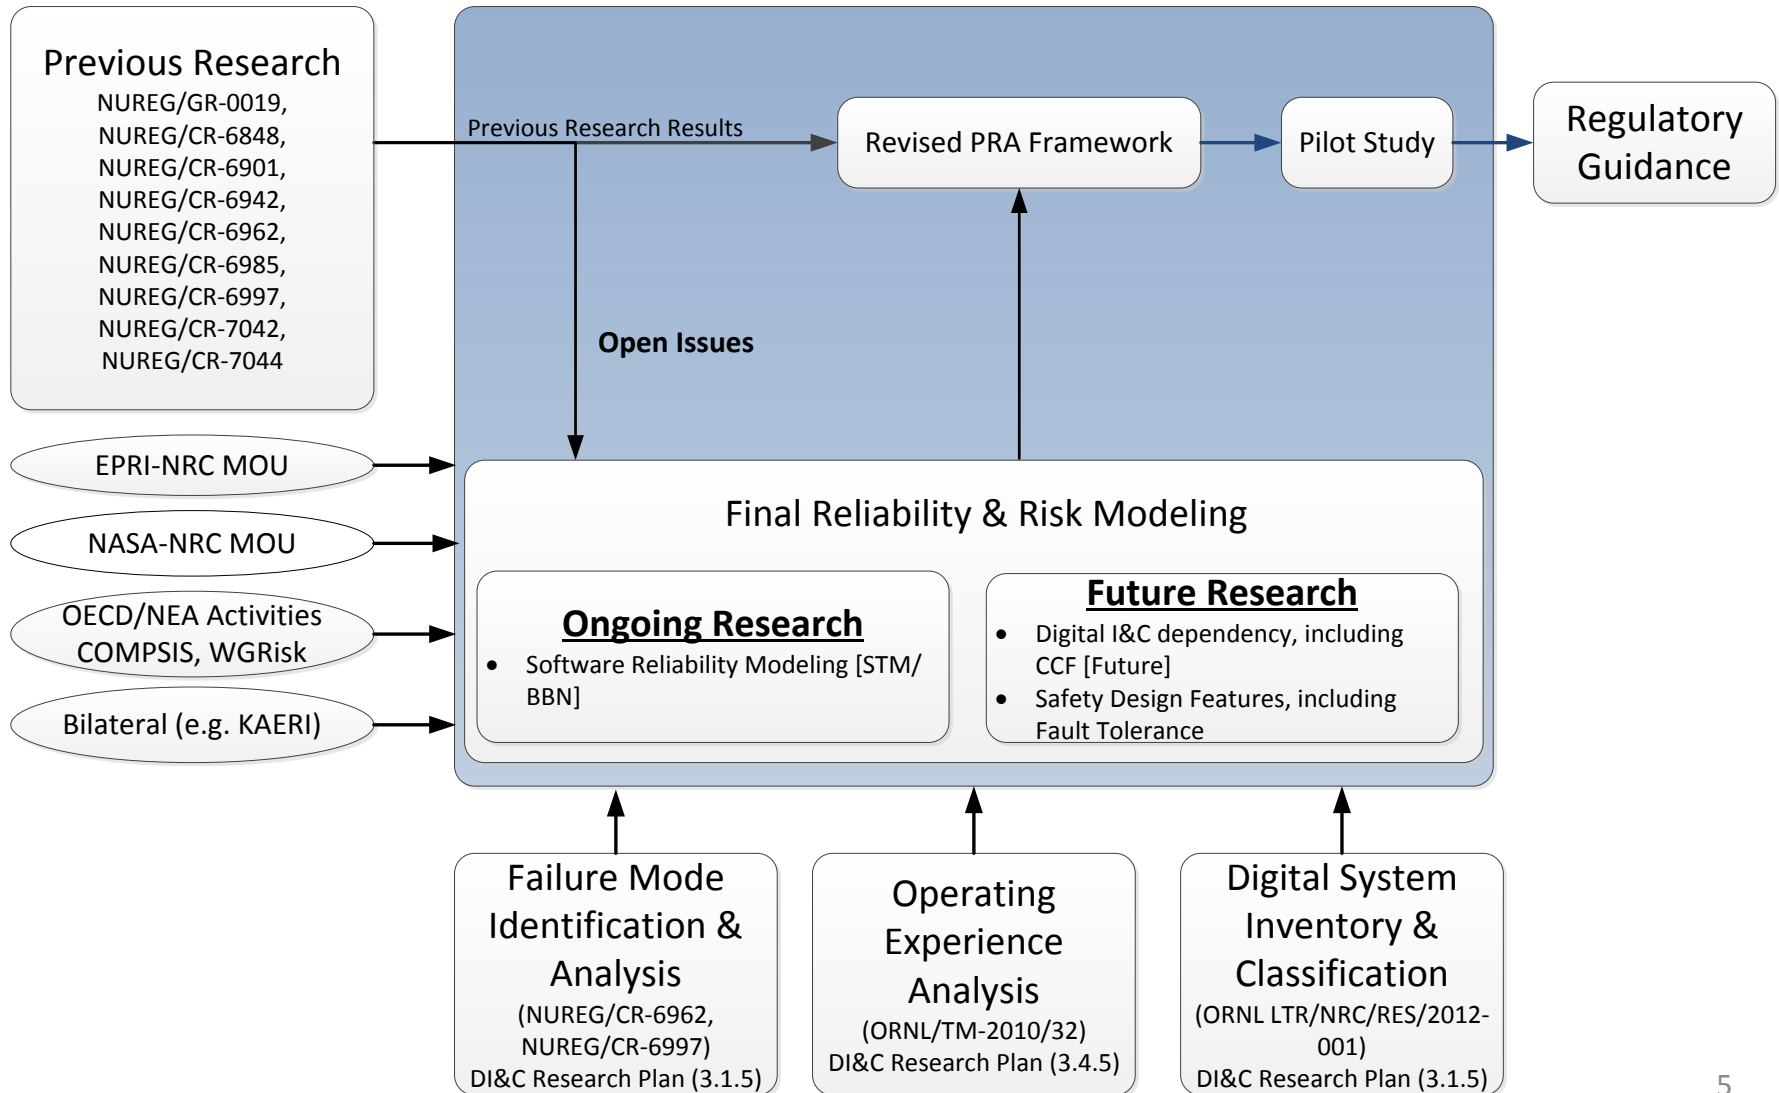 Previous Research
NUREG/GR-0019,
NUREG/CR-6848,
NUREG/CR-6901,
NUREG/CR-6942,
NUREG/CR-6962,
NUREG/CR-6985,
NUREG/CR-6997,
NUREG/CR-7042,
NUREG/CR-7044
Previous Research Results
Revised PRA Framework
Pilot Study
Regulatory
Guidance
Open Issues
EPRI-NRC MOU
NASA-NRC MOU
OECD/NEA Activities
COMPSIS, WGRisk
Bilateral (e.g. KAERI)
Final Reliability & Risk Modeling
Ongoing Research
• Software Reliability Modeling [STM/
BBN]
Future Research
• Digital I&C dependency, including
CCF [Future]
• Safety Design Features, including
Fault Tolerance
Failure Mode
Identification &
Analysis
(NUREG/CR-6962,
NUREG/CR-6997)
DI&C Research Plan (3.1.5)
Operating
Experience
Analysis
(ORNL/TM-2010/32)
DI&C Research Plan (3.4.5)
Digital System
Inventory &
Classification
(ORNL LTR/NRC/RES/2012-
001)
DI&C Research Plan (3.1.5)
5